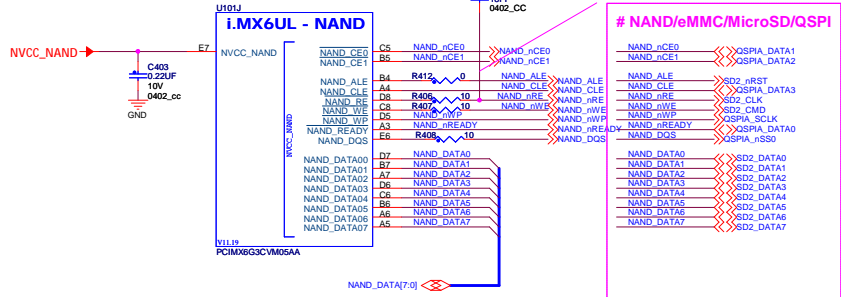 U101J
0402_CC
i.MX6UL - NAND
# NAND/eMMC/MicroSD/QSPI
NVCC_NAND
E7
NVCC_NAND
NAND_CE0
C5
NAND_nCE0
NAND_nCE0
NAND_nCE0
QSPIA_DATA1
NAND_CE1
B5
NAND_nCE1
NAND_nCE1
NAND_nCE1
QSPIA_DATA2
C403
0.22UF
10V
0402_cc
GND
NVCC_NAND
NAND_ALE
B4
R412
0
NAND_ALE
NAND_ALE
NAND_ALE
SD2_nRST
NAND_CLE
A4
NAND_CLE
NAND_CLE
NAND_CLE
QSPIA_DATA3
NAND_RE
D8
R406
10
NAND_nRE
NAND_nRE
NAND_nRE
SD2_CLK
NAND_WE
C8
R407
10
NAND_nWE
NAND_nWE
NAND_nWE
SD2_CMD
NAND_WP
D5
NAND_nWP
NAND_nWP
NAND_nWP
QSPIA_SCLK
NAND_READY
A3
NAND_nREADY
NAND_nREADY
NAND_nREADY
QSPIA_DATA0
NAND_DQS
E6
R408
10
NAND_DQS
NAND_DQS
QSPIA_nSS0
NAND_DATA00
D7
NAND_DATA0
NAND_DATA0
SD2_DATA0
NAND_DATA01
B7
NAND_DATA1
NAND_DATA1
SD2_DATA1
NAND_DATA02
A7
NAND_DATA2
NAND_DATA2
SD2_DATA2
NAND_DATA03
D6
NAND_DATA3
NAND_DATA3
SD2_DATA3
NAND_DATA04
C6
NAND_DATA4
NAND_DATA4
SD2_DATA4
NAND_DATA05
B6
NAND_DATA5
NAND_DATA5
SD2_DATA5
NAND_DATA06
A6
NAND_DATA6
NAND_DATA6
SD2_DATA6
NAND_DATA07
A5
NAND_DATA7
NAND_DATA7
SD2_DATA7
V11.19
PCIMX6G3CVM05AA
NAND_DATA[7:0]